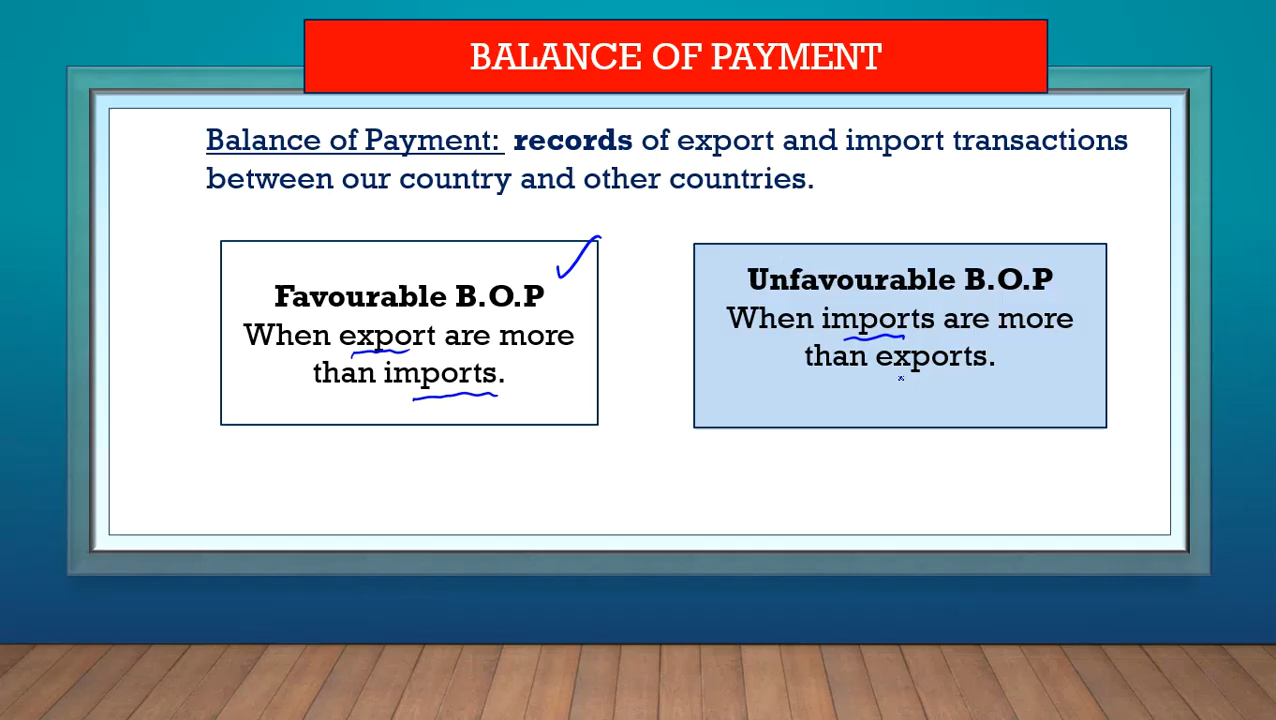 BALANCE OF PAYMENT
Balance of Payment: records of export and import transactions
between our country and other countries.
Favourable B.O.P
When export are more
than imports.
Unfavourable B.O.P
When imports are more
than exports.